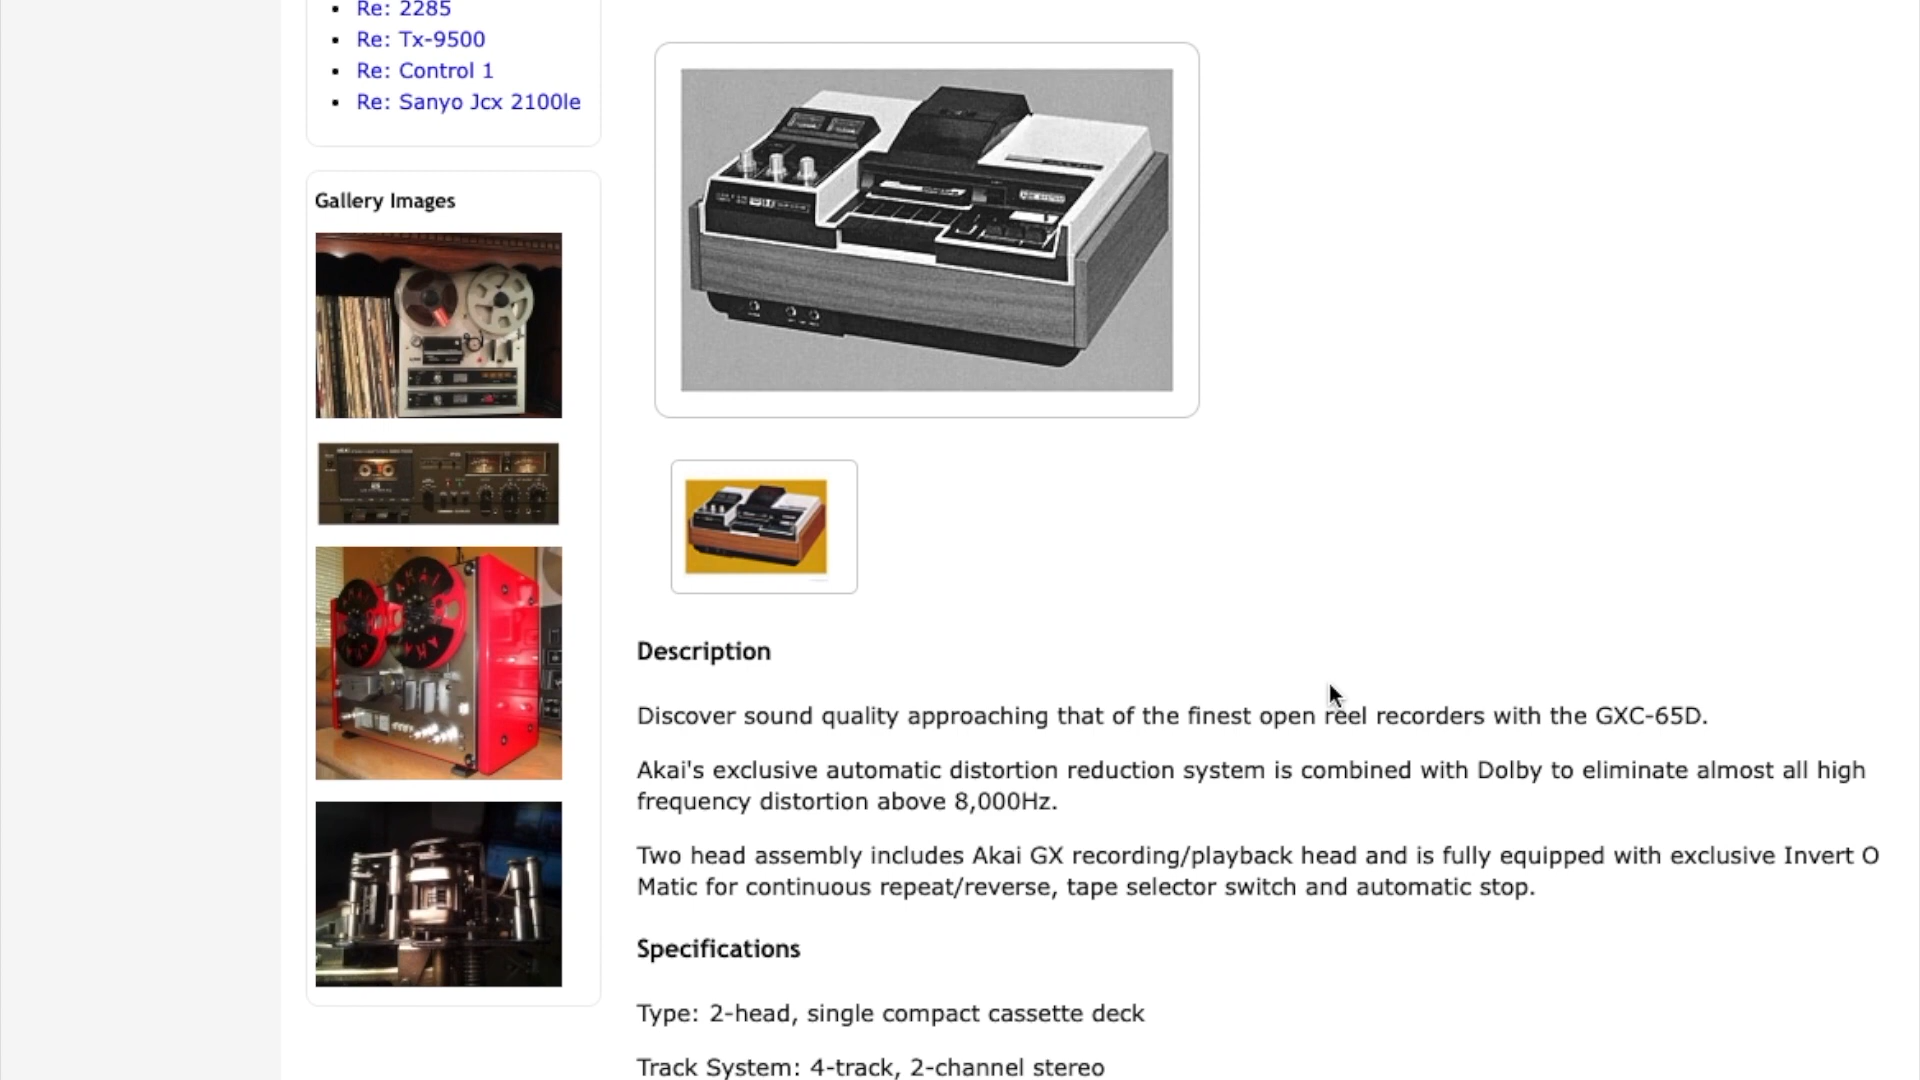 Re: 2285
Re: Tx-9500
Re: Control 1
Re: Sanyo Jcx 2100le
Gallery Images
Description
Discover sound quality approaching that of the finest open reel recorders with the GXC-65D.
Akai's exclusive automatic distortion reduction system is combined with Dolby to eliminate almost all high
frequency distortion above 8,000Hz.
Two head assembly includes Akai GX recording/playback head and is fully equipped with exclusive Invert O
Matic for continuous repeat/reverse, tape selector switch and automatic stop.
Specifications
Type: 2-head, single compact cassette deck
Track System: 4-track, 2-channel stereo